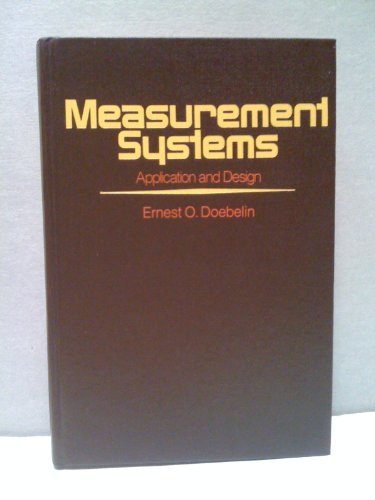 Measurement
Systems
Application and Design
Ernest O. Doebelin